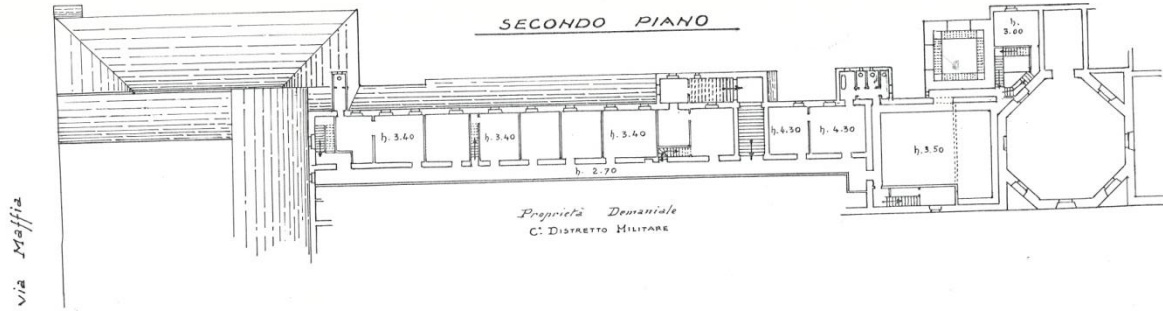 SECONDO PIANO
h.
3.00
h. 3.40
h. 3.40
h. 3.40
h. 4.30
h. 4.30
h. 3.50
h. 2.70
Proprietà Demaniale
C° DISTRETTO MILITARE
via Maffia